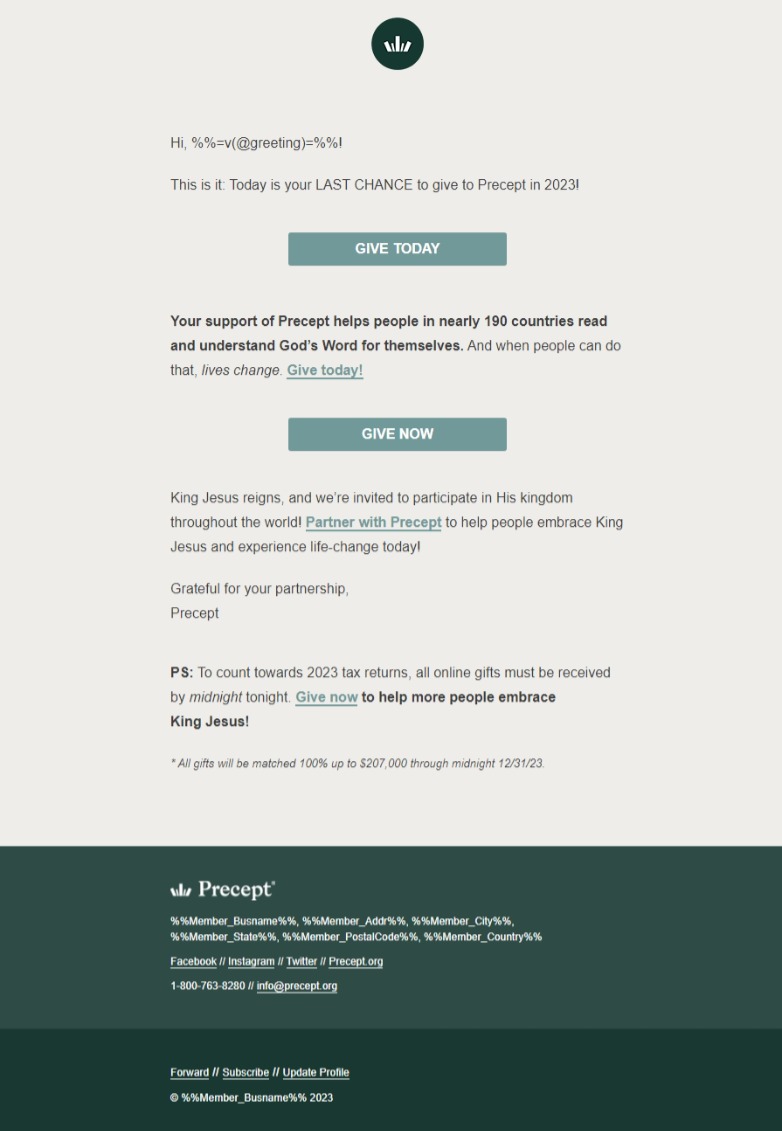 Hi, %%=v(@greeting)=%%!
This is it: Today is your LAST CHANCE to give to Precept in 2023!
GIVE TODAY
Your support of Precept helps people in nearly 190 countries read
and understand God's Word for themselves. And when people can do
that, lives change. Give today!
GIVE NOW
King Jesus reigns, and we're invited to participate in His kingdom
throughout the world! Partner with Precept to help people embrace King
Jesus and experience life-change today!
Grateful for your partnership,
Precept
PS: To count towards 2023 tax returns, all online gifts must be received
by midnight tonight. Give now to help more people embrace
King Jesus!
* All gifts will be matched 100% up to $207,000 through midnight 12/31/23.
Precept®
%%Member_Busname%%, %%Member_Addr%%, %%Member_City%%,
%%Member_State%%, %%Member_PostalCode%%, %%Member_Country%%
Facebook // Instagram // Twitter // Precept.org
1-800-763-8280 // info@precept.org
Forward // Subscribe // Update Profile
© %%Member_Busname%% 2023